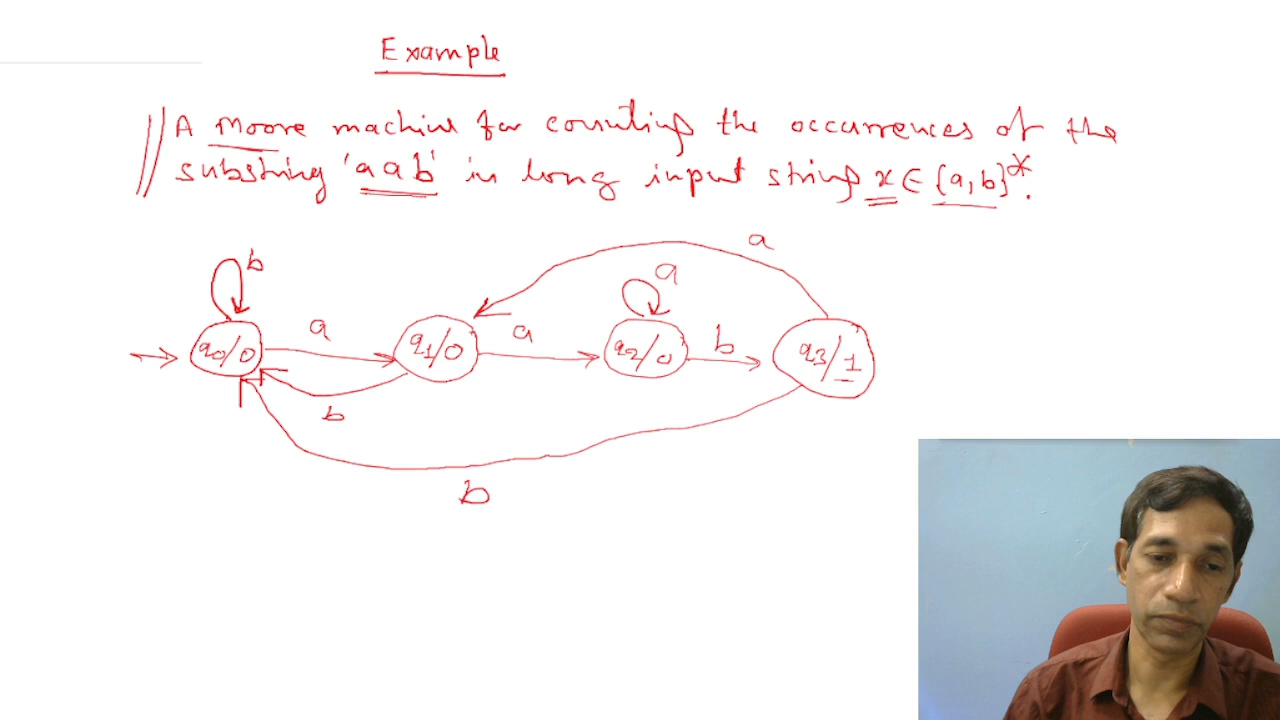 Example
A Moore machine for counting the occurrences of the
substring 'aab' in long input string x ∈ {a,b}*.
a
b
a
q0/0
a
q1/0
a
q2/0
b
q3/1
b
b